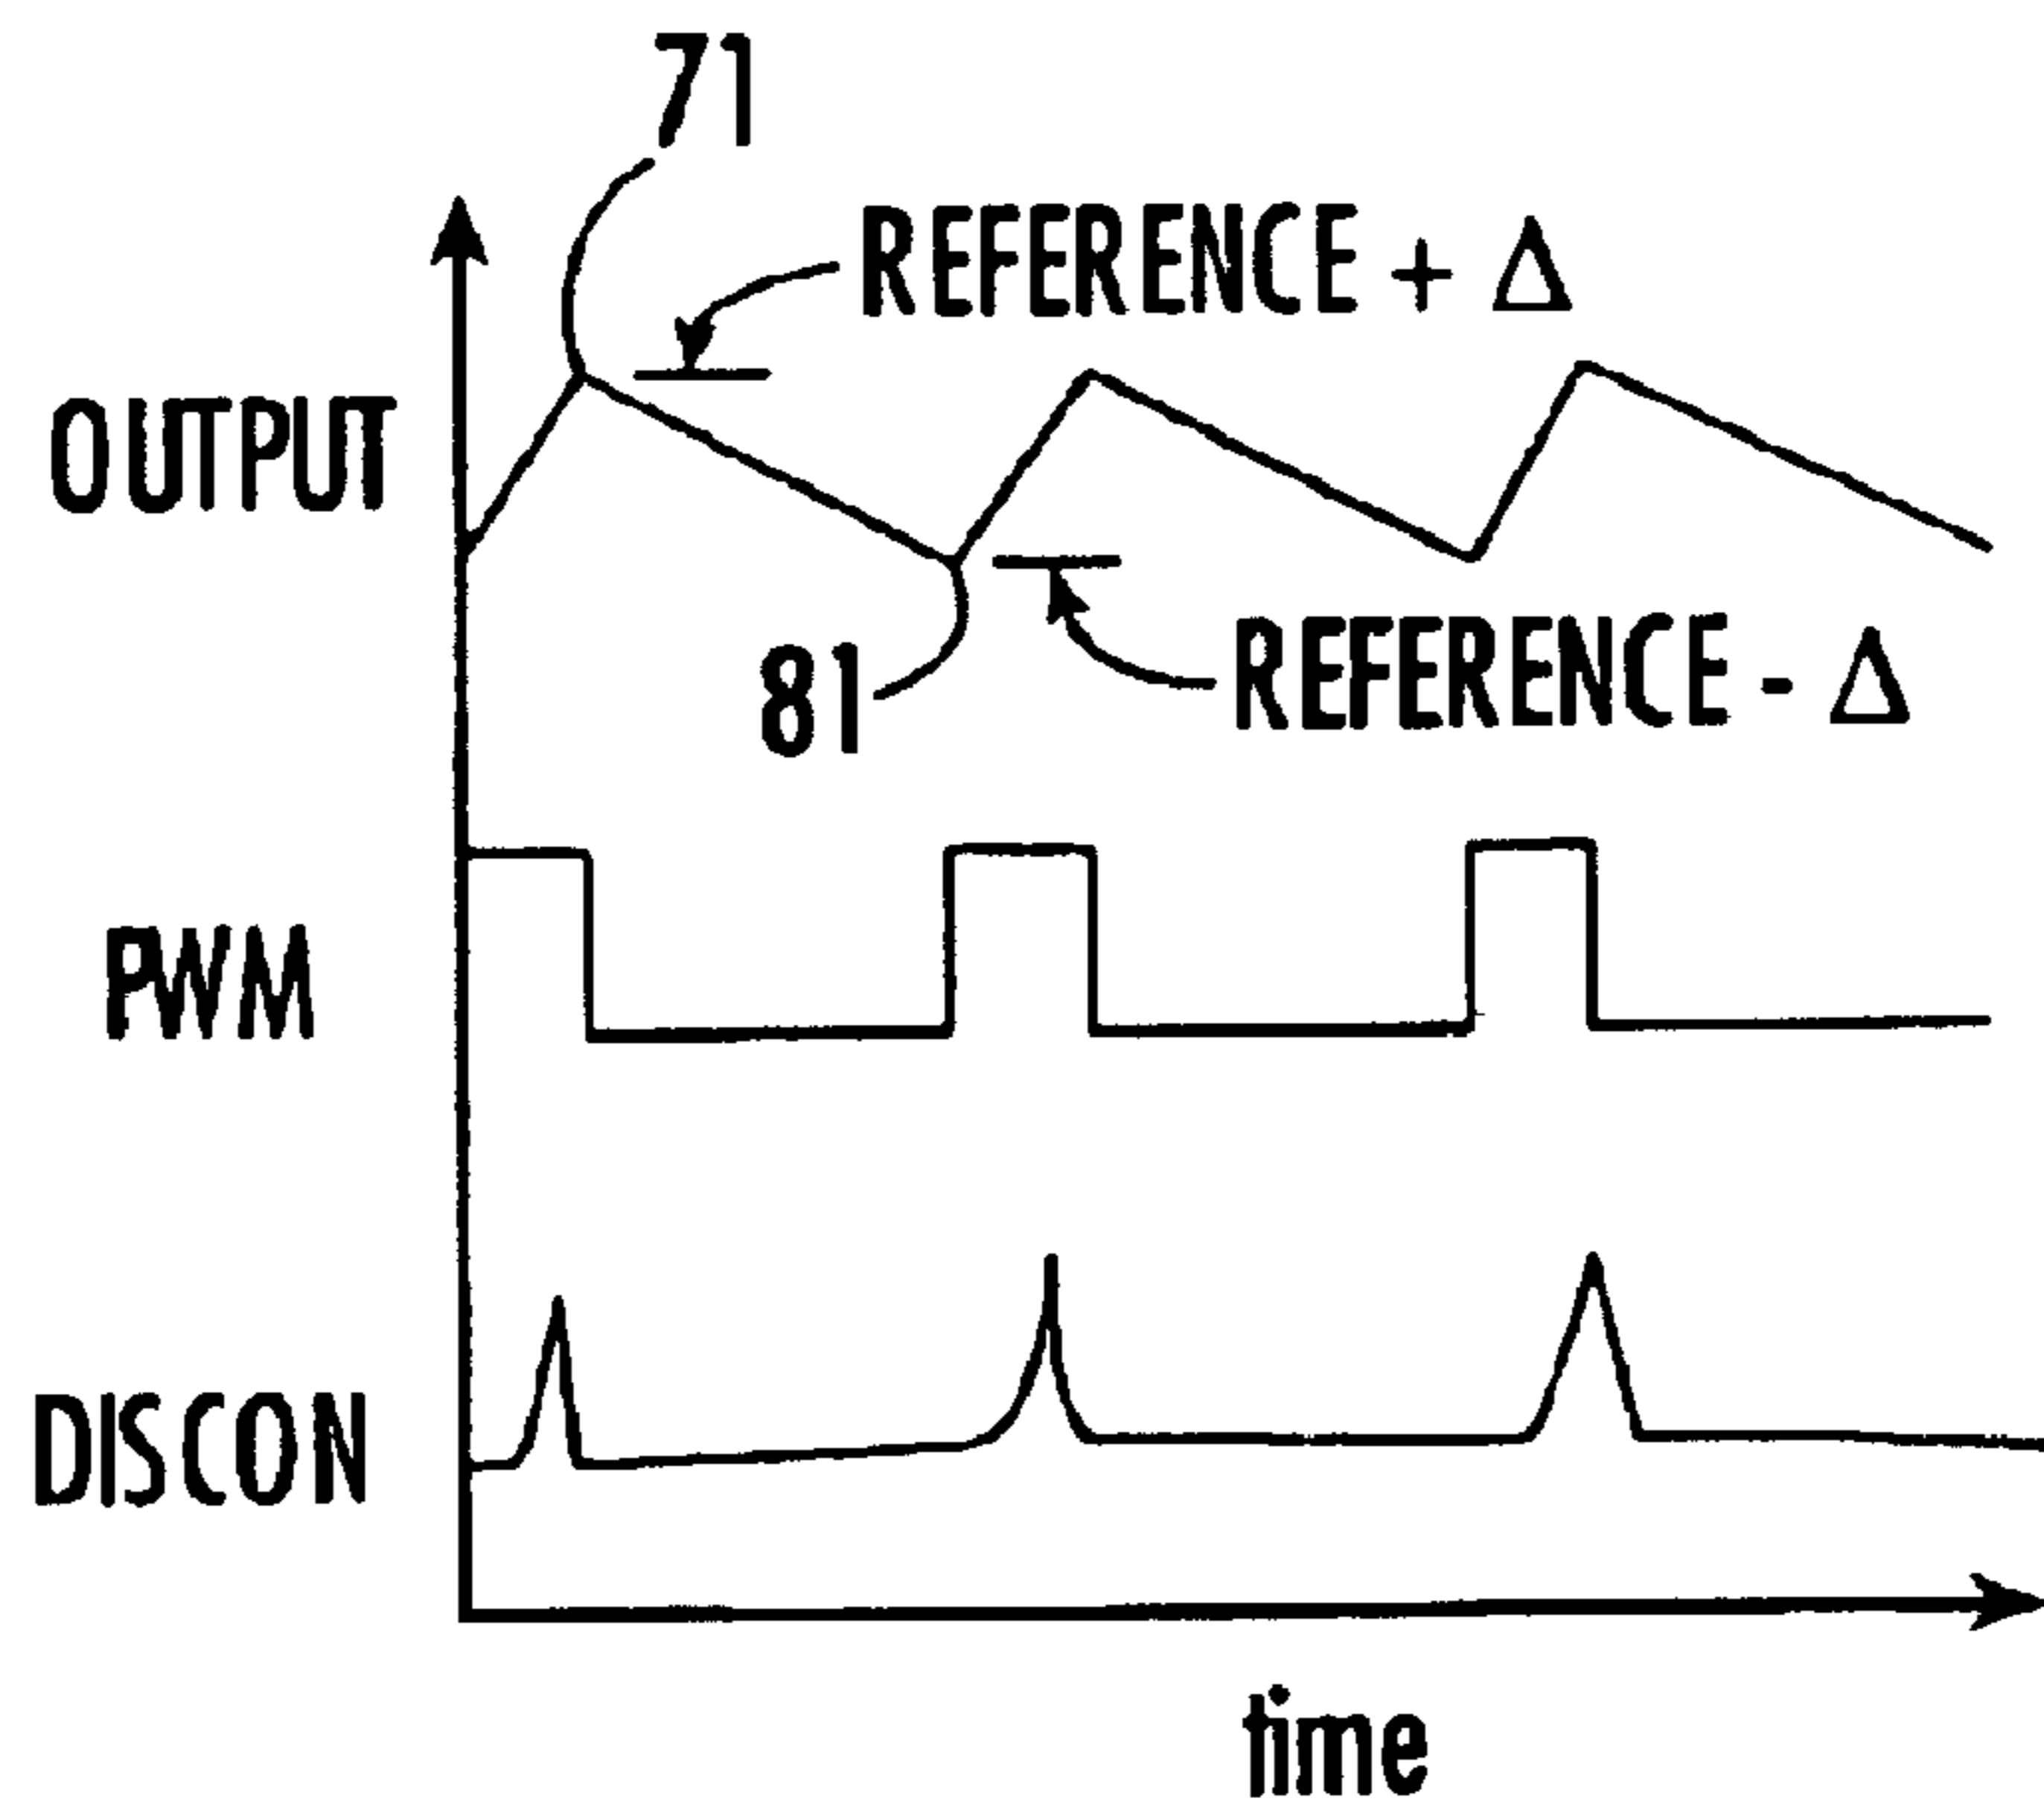 71
REFERENCE + Δ
OUTPUT
81
REFERENCE - Δ
PWM
DISCON
time